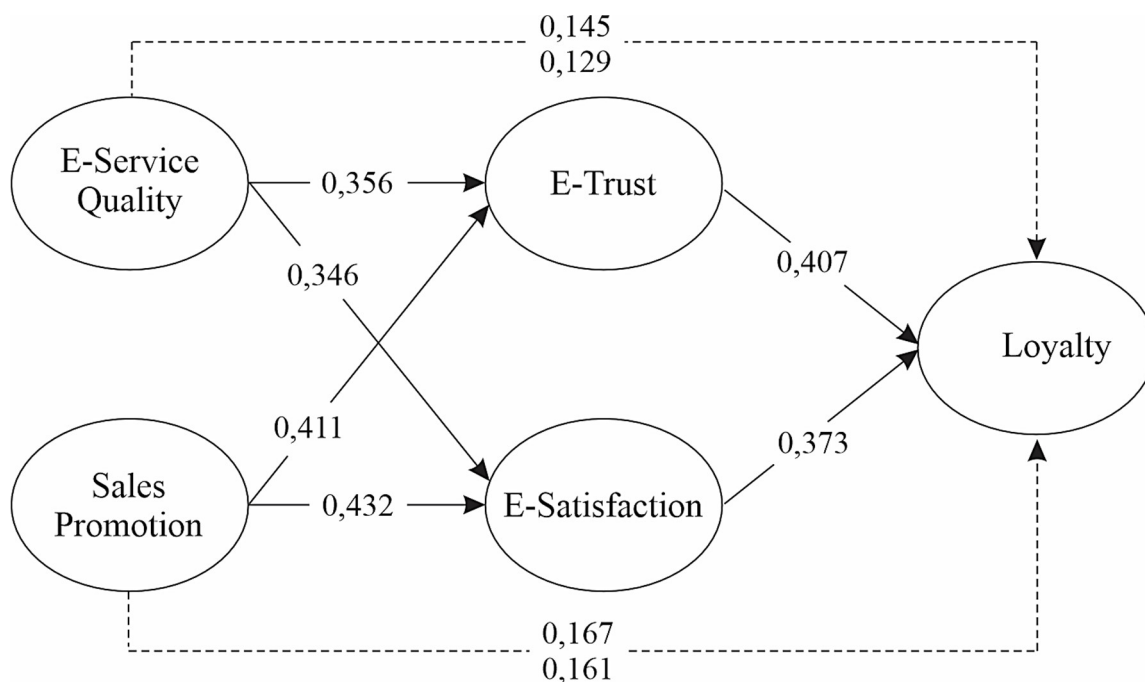 0,145
0,129
E-Service
Quality
0,356
E-Trust
0,346
0,407
Loyalty
0,411
0,373
Sales
Promotion
0,432
E-Satisfaction
0,167
0,161